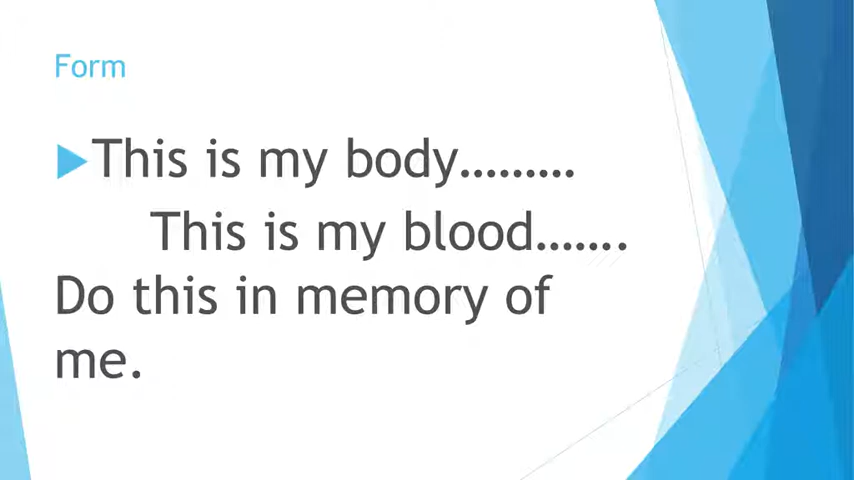 Form
This is my body.........
This is my blood.......
Do this in memory of
me.